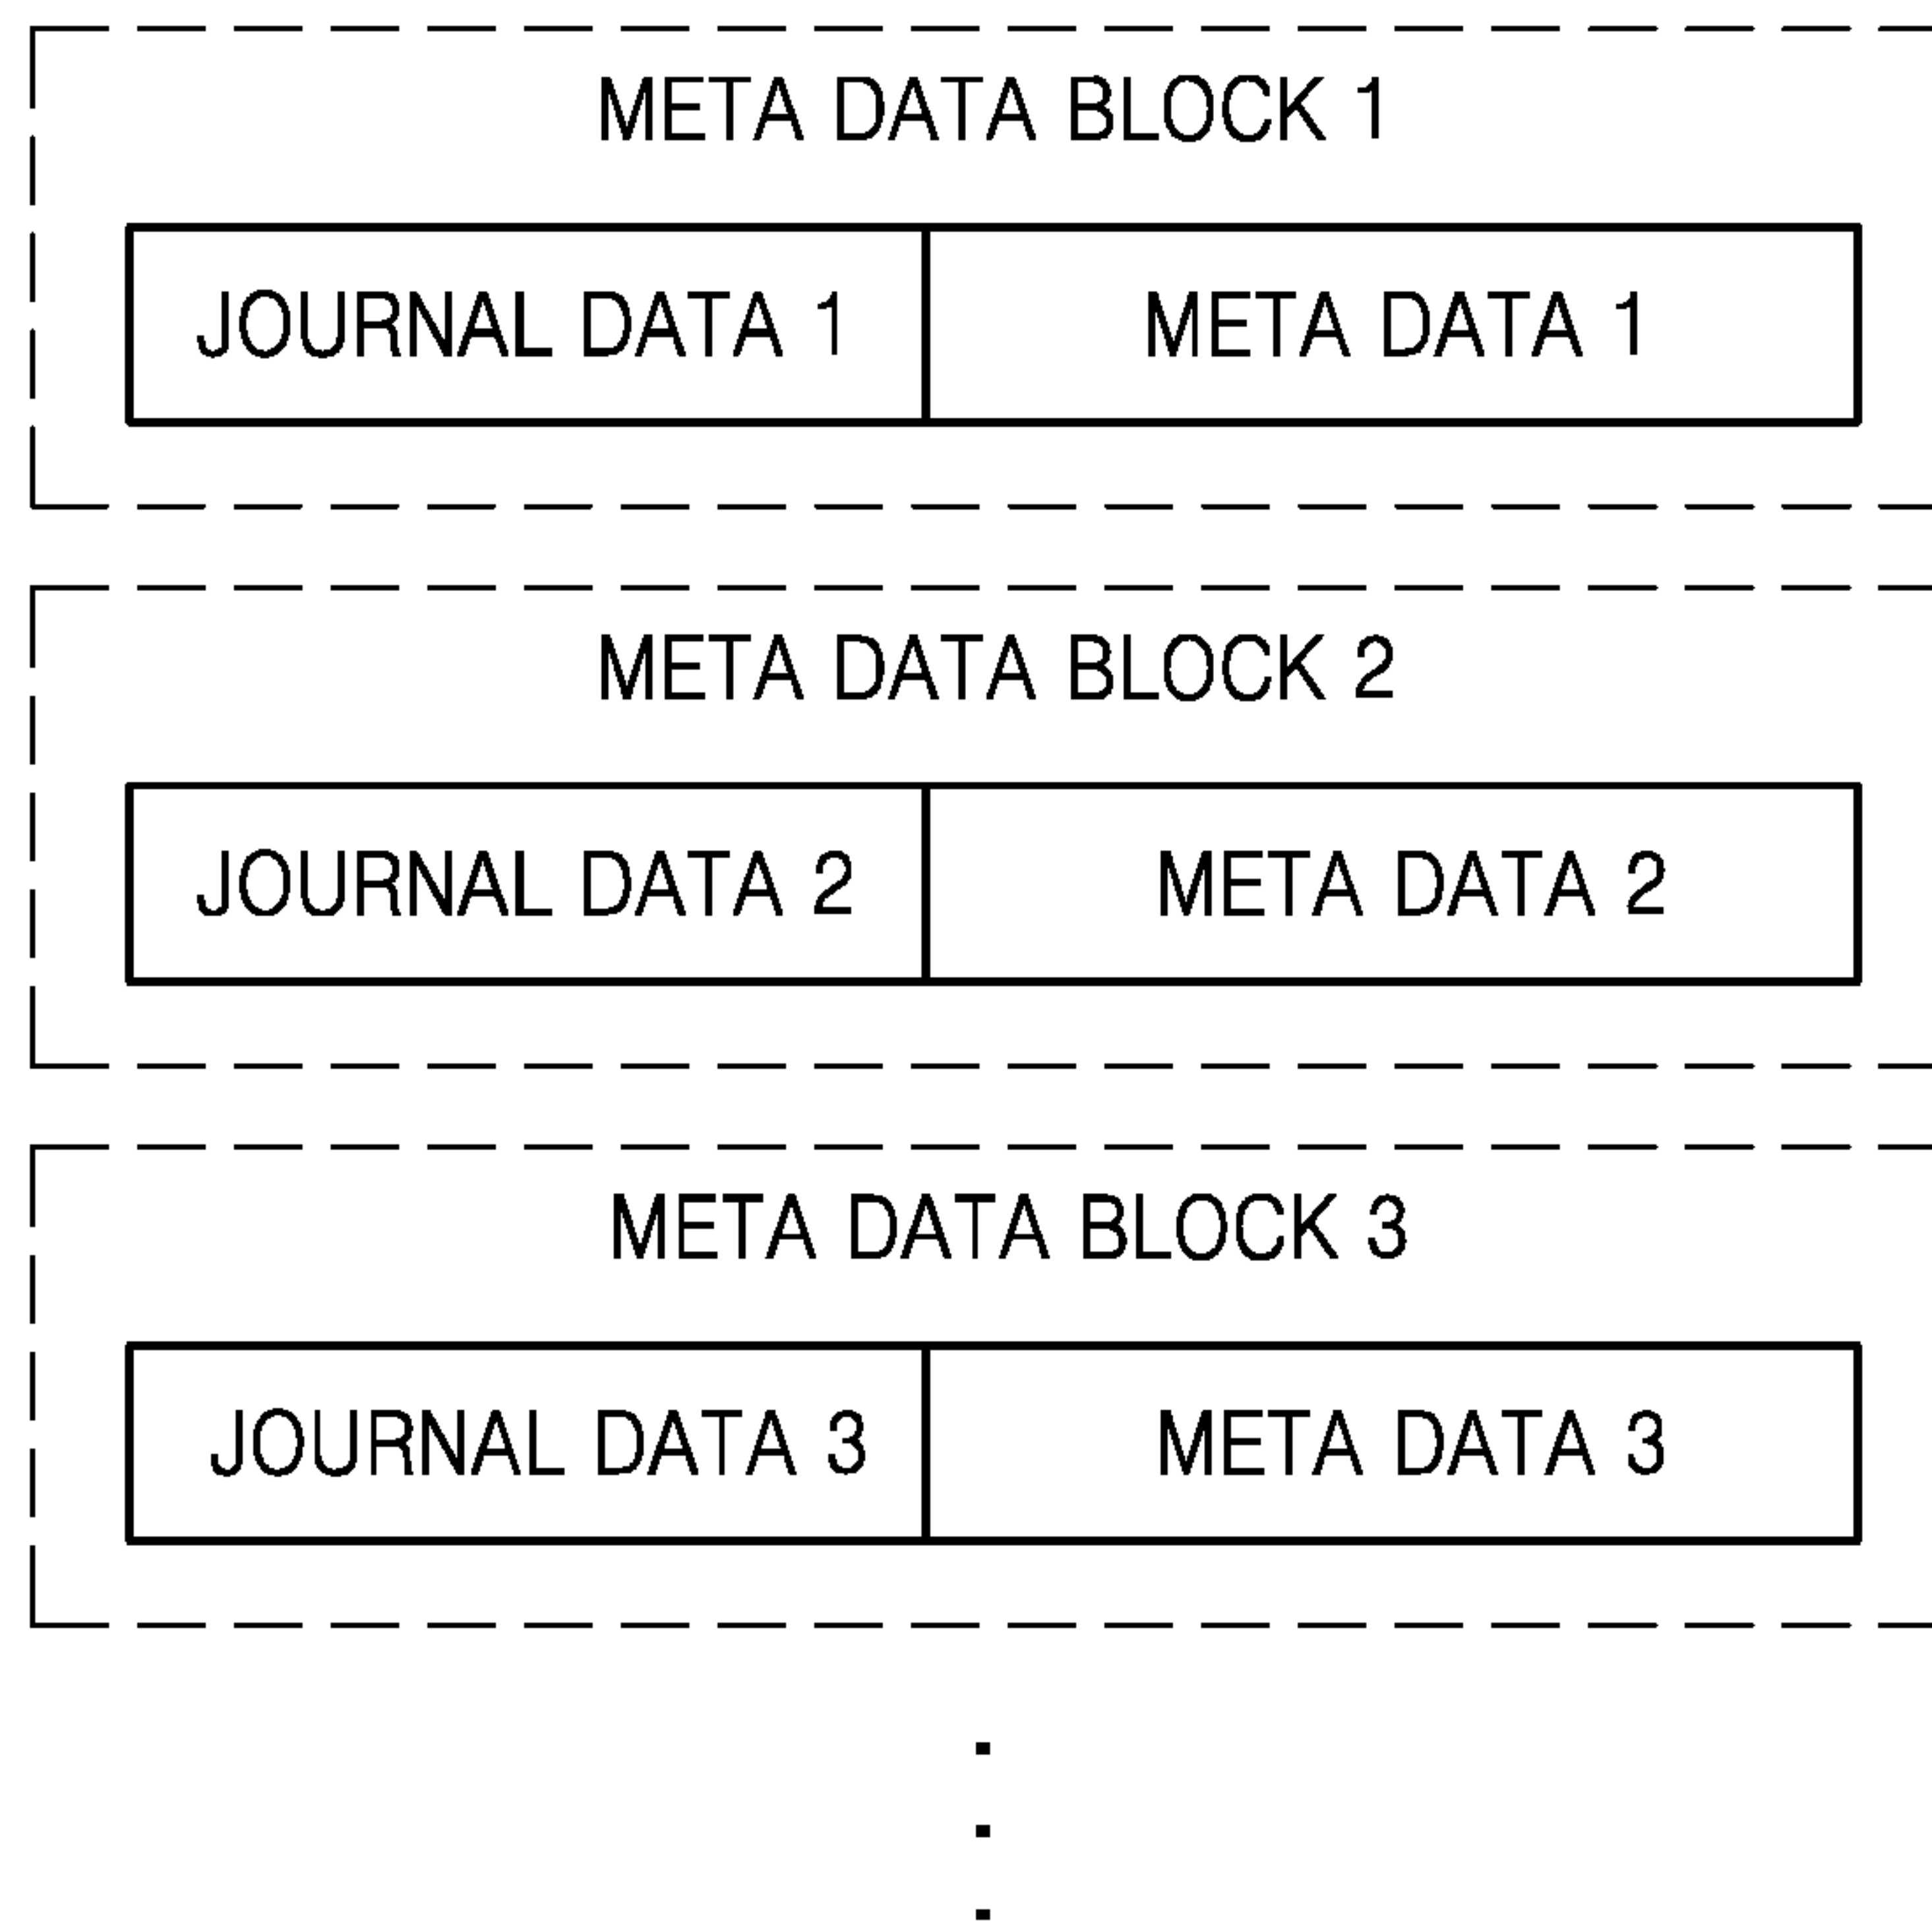 META DATA BLOCK 1
JOURNAL DATA 1 META DATA 1
META DATA BLOCK 2
JOURNAL DATA 2 META DATA 2
META DATA BLOCK 3
JOURNAL DATA 3 META DATA 3